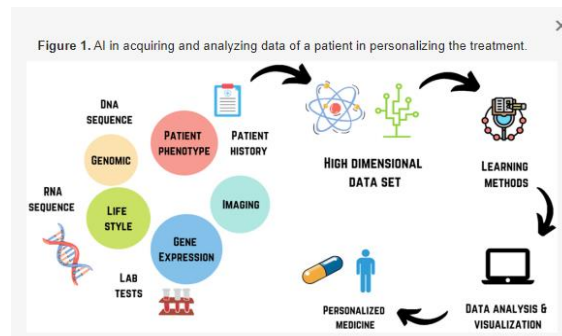 Figure 1. AI in acquiring and analyzing data of a patient in personalizing the treatment.
DNA
SEQUENCE
GENOMIC
PATIENT
PHENOTYPE
PATIENT
HISTORY
RNA
SEQUENCE
LIFE
STYLE
GENE
EXPRESSION
IMAGING
LAB
TESTS
HIGH DIMENSIONAL
DATA SET
LEARNING
METHODS
DATA ANALYSIS &
VISUALIZATION
PERSONALIZED
MEDICINE